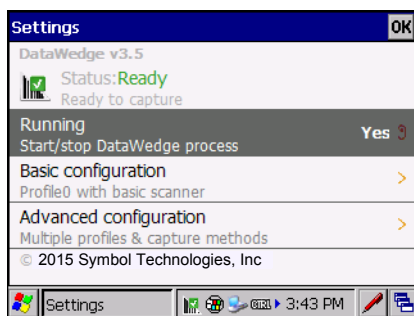 Settings OK
DataWedge v3.5
Status:Ready
Ready to capture
Running
Start/stop DataWedge process
Yes
Basic configuration
Profile0 with basic scanner
Advanced configuration
Multiple profiles & capture methods
© 2015 Symbol Technologies, Inc
Settings 3:43 PM